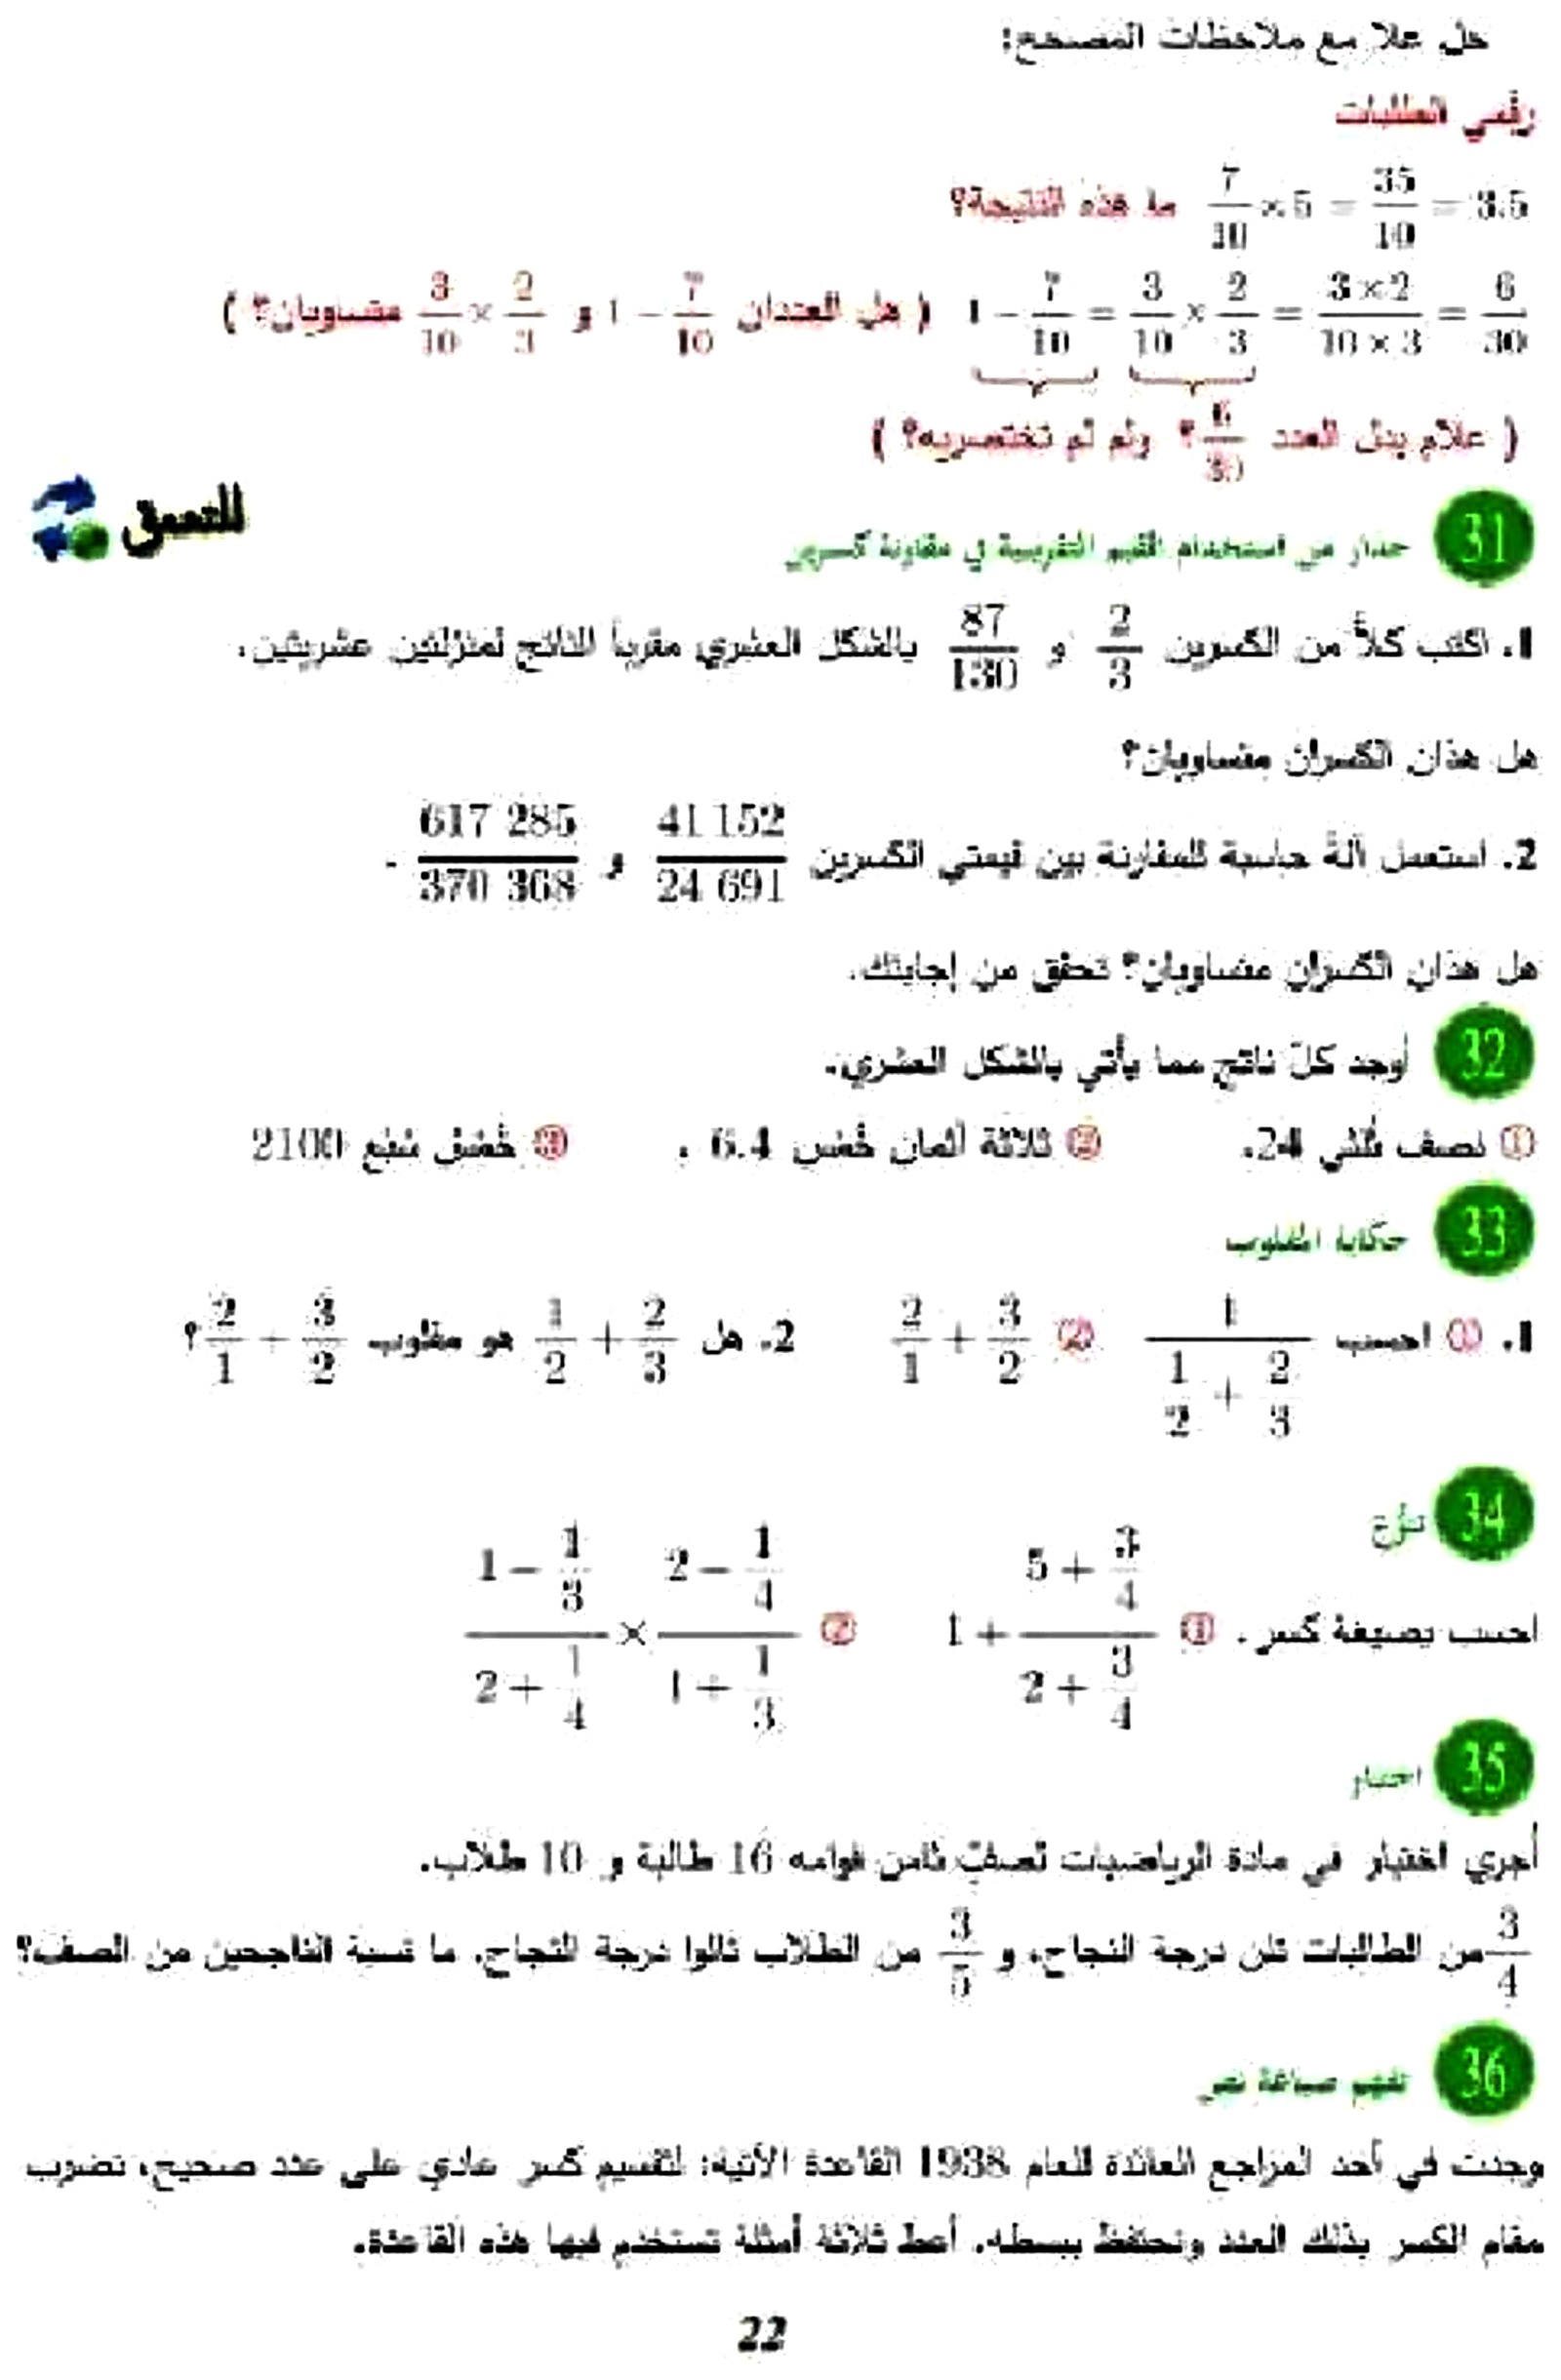 حل علا مع ملاحظات المصحح:
رقمي الطلبات
7/10 × 5 = 35/10 = 3.5 ما هذه النتيجة؟
1 − 7/10 = 3/10 × 2/3 = 3×2/10×3 = 6/30 ( هل العددان 1 − 7/10 و 3/10 × 2/3 متساويان؟ )
( علام يدل العدد 6/30؟ ولم لم تختصريه؟ )
للتعمق
31 حذار من استخدام القيم التقريبية في مقارنة كسرين
1. اكتب كلاً من الكسرين 2/3 و 87/130 بالشكل العشري مقرباً الناتج لمنزلتين عشريتين.
هل هذان الكسران متساويان؟
2. استعمل آلة حاسبة للمقارنة بين قيمتي الكسرين 41 152/24 691 و 617 285/370 368 .
هل هذان الكسران متساويان؟ تحقق من إجابتك.
32 أوجد كلّ ناتج مما يأتي بالشكل العشري.
① نصف ثلثي 24. ② ثلاثة أثمان خُمس 6.4 . ③ خُمس سُبع 2100
33 حكاية المقلوب
1. ① احسب 1/(1/2 + 2/3) ② 2/1 + 3/2 2. هل 1/2 + 2/3 هو مقلوب 2/1 + 3/2 ؟
34 تدرّج
احسب بصيغة كسر. ① 1 + (5 + 3/4)/(2 + 3/4) ② (1 − 1/3)/(2 + 1/4) × (2 − 1/4)/(1 + 1/3)
35 اختبار
أجري اختبار في مادة الرياضيات لصفّ ثامن قوامه 16 طالبة و 10 طلاب.
3/4 من الطالبات نلن درجة النجاح، و 3/5 من الطلاب نالوا درجة النجاح. ما نسبة الناجحين من الصف؟
36 تفهم صياغة نص
وجدت في أحد المراجع العائدة للعام 1938 القاعدة الآتية: لتقسيم كسر عادي على عدد صحيح، نضرب
مقام الكسر بذلك العدد ونحتفظ ببسطه. أعط ثلاثة أمثلة تستخدم فيها هذه القاعدة.
22